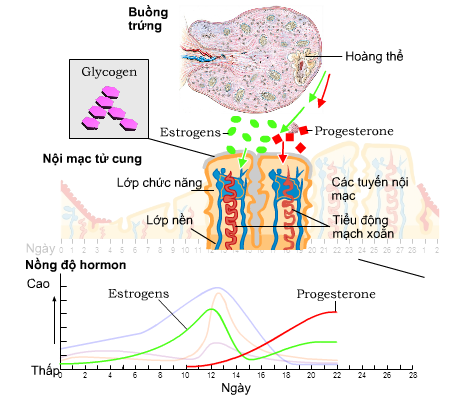 Buồng
trứng
Hoàng thể
Glycogen
Estrogens
Progesterone
Nội mạc tử cung
Lớp chức năng
Các tuyến nội
mạc
Lớp nền
Tiểu động
mạch xoắn
Ngày 0 1 2 3 4 5 6 7 8 9 10 11 12 13 14 15 16 17 18 19 20 21 22 23 24 25 26 27 28
Nồng độ hormon
Cao
Estrogens
Progesterone
Thấp
0 2 4 6 8 10 12 14 16 18 20 22 24 26 28
Ngày